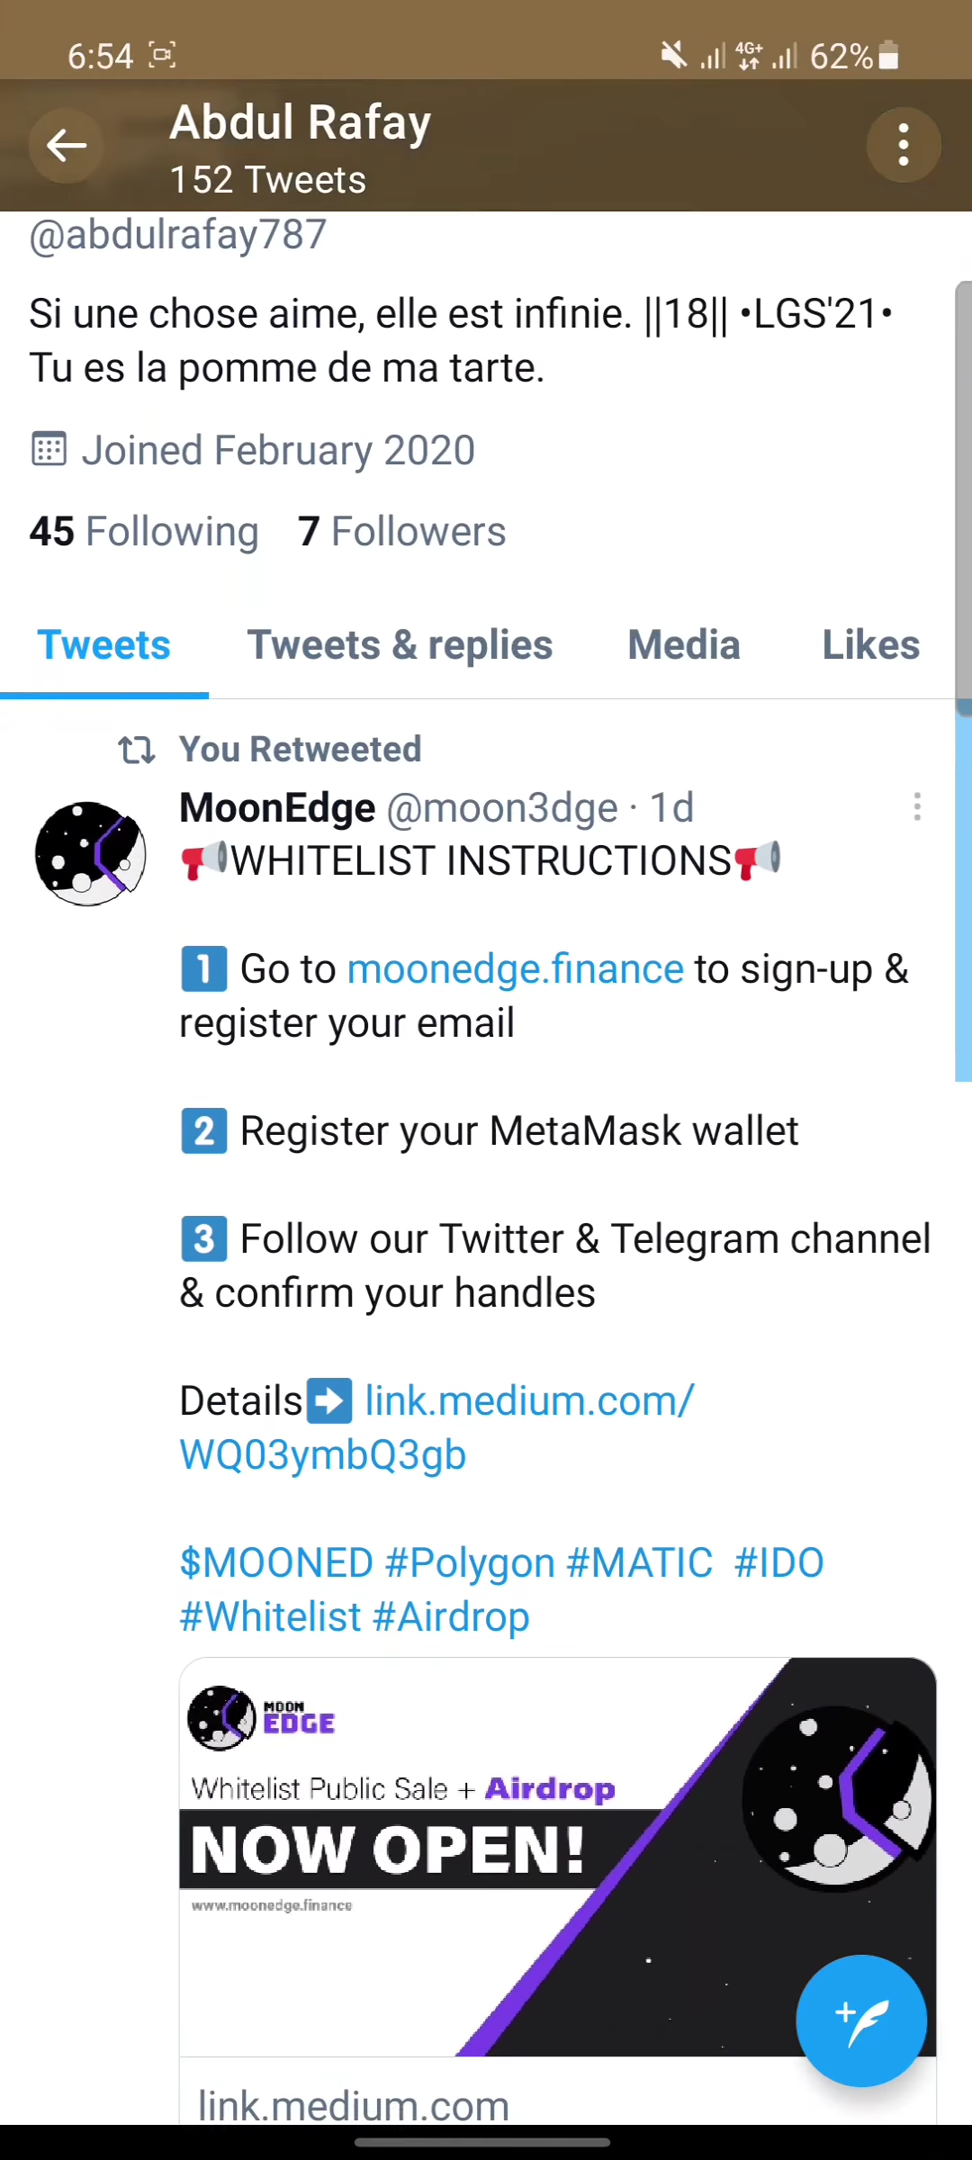 6:54 4G+ 62%
Abdul Rafay
152 Tweets
@abdulrafay787
Si une chose aime, elle est infinie. ||18|| •LGS'21•
Tu es la pomme de ma tarte.
Joined February 2020
45 Following 7 Followers
Tweets Tweets & replies Media Likes
You Retweeted
MoonEdge @moon3dge · 1d
📢WHITELIST INSTRUCTIONS📢
1️⃣ Go to moonedge.finance to sign-up &
register your email
2️⃣ Register your MetaMask wallet
3️⃣ Follow our Twitter & Telegram channel
& confirm your handles
Details➡️ link.medium.com/
WQ03ymbQ3gb
$MOONED #Polygon #MATIC #IDO
#Whitelist #Airdrop
MOON
EDGE
Whitelist Public Sale + Airdrop
NOW OPEN!
www.moonedge.finance
link.medium.com